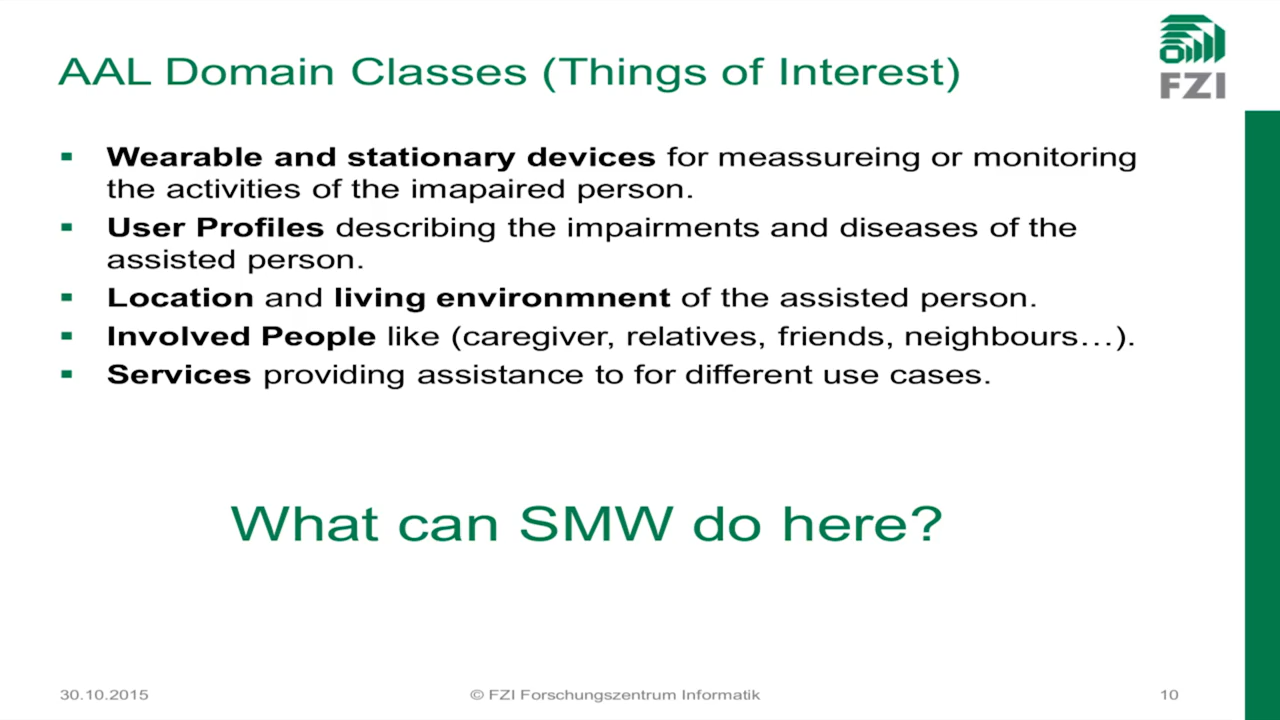 AAL Domain Classes (Things of Interest)
FZI
▪ Wearable and stationary devices for meassureing or monitoring
the activities of the imapaired person.
▪ User Profiles describing the impairments and diseases of the
assisted person.
▪ Location and living environmnent of the assisted person.
▪ Involved People like (caregiver, relatives, friends, neighbours…).
▪ Services providing assistance to for different use cases.
What can SMW do here?
30.10.2015
© FZI Forschungszentrum Informatik
10